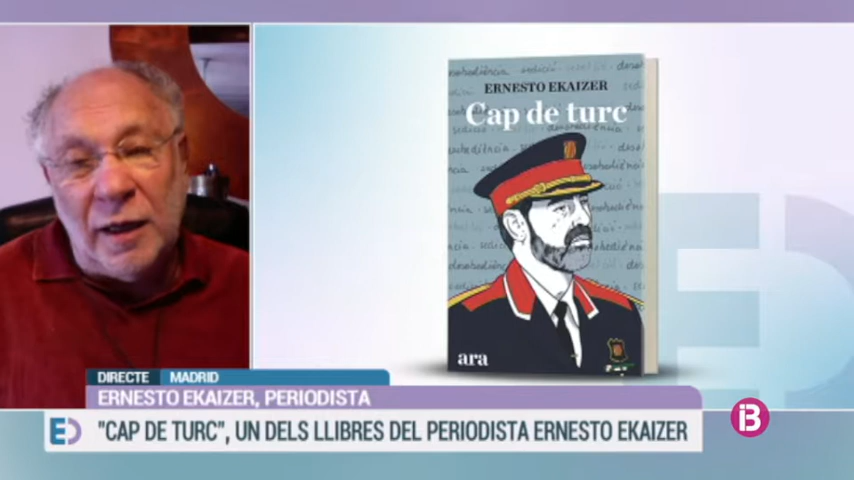 ERNESTO EKAIZER
Cap de turc
ara
DIRECTE MADRID
ERNESTO EKAIZER, PERIODISTA
"CAP DE TURC", UN DELS LLIBRES DEL PERIODISTA ERNESTO EKAIZER
IB